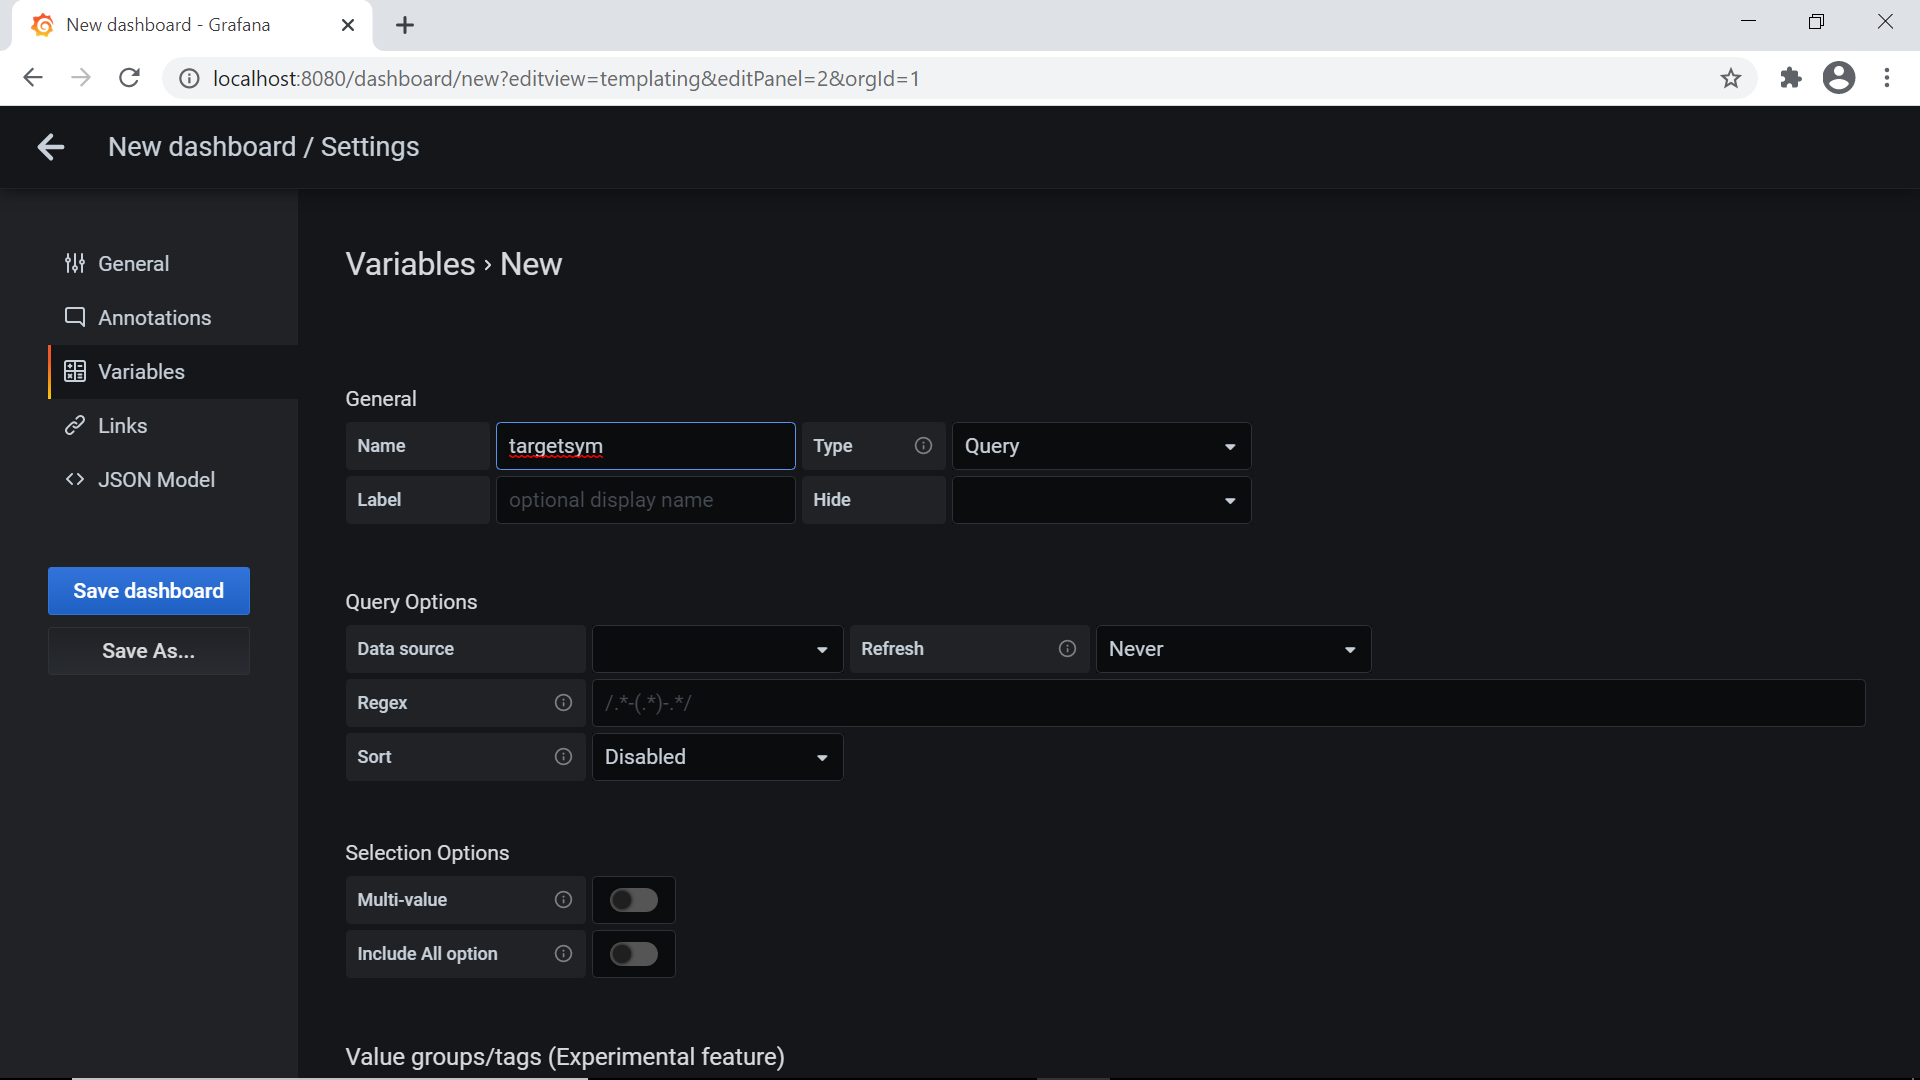 New dashboard - Grafana
localhost:8080/dashboard/new?editview=templating&editPanel=2&orgId=1
New dashboard / Settings
General
Annotations
Variables
Links
JSON Model
Save dashboard
Save As...
Variables › New
General
Name targetsym Type Query
Label optional display name Hide
Query Options
Data source Refresh Never
Regex /.*-(.*)-.*/
Sort Disabled
Selection Options
Multi-value
Include All option
Value groups/tags (Experimental feature)